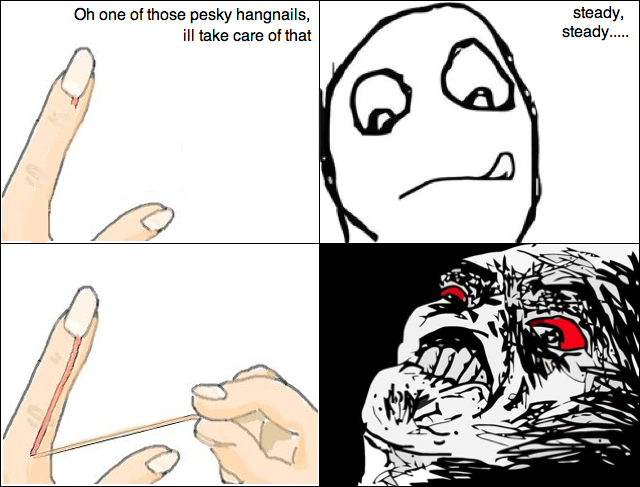 Oh one of those pesky hangnails,
ill take care of that
steady,
steady.....